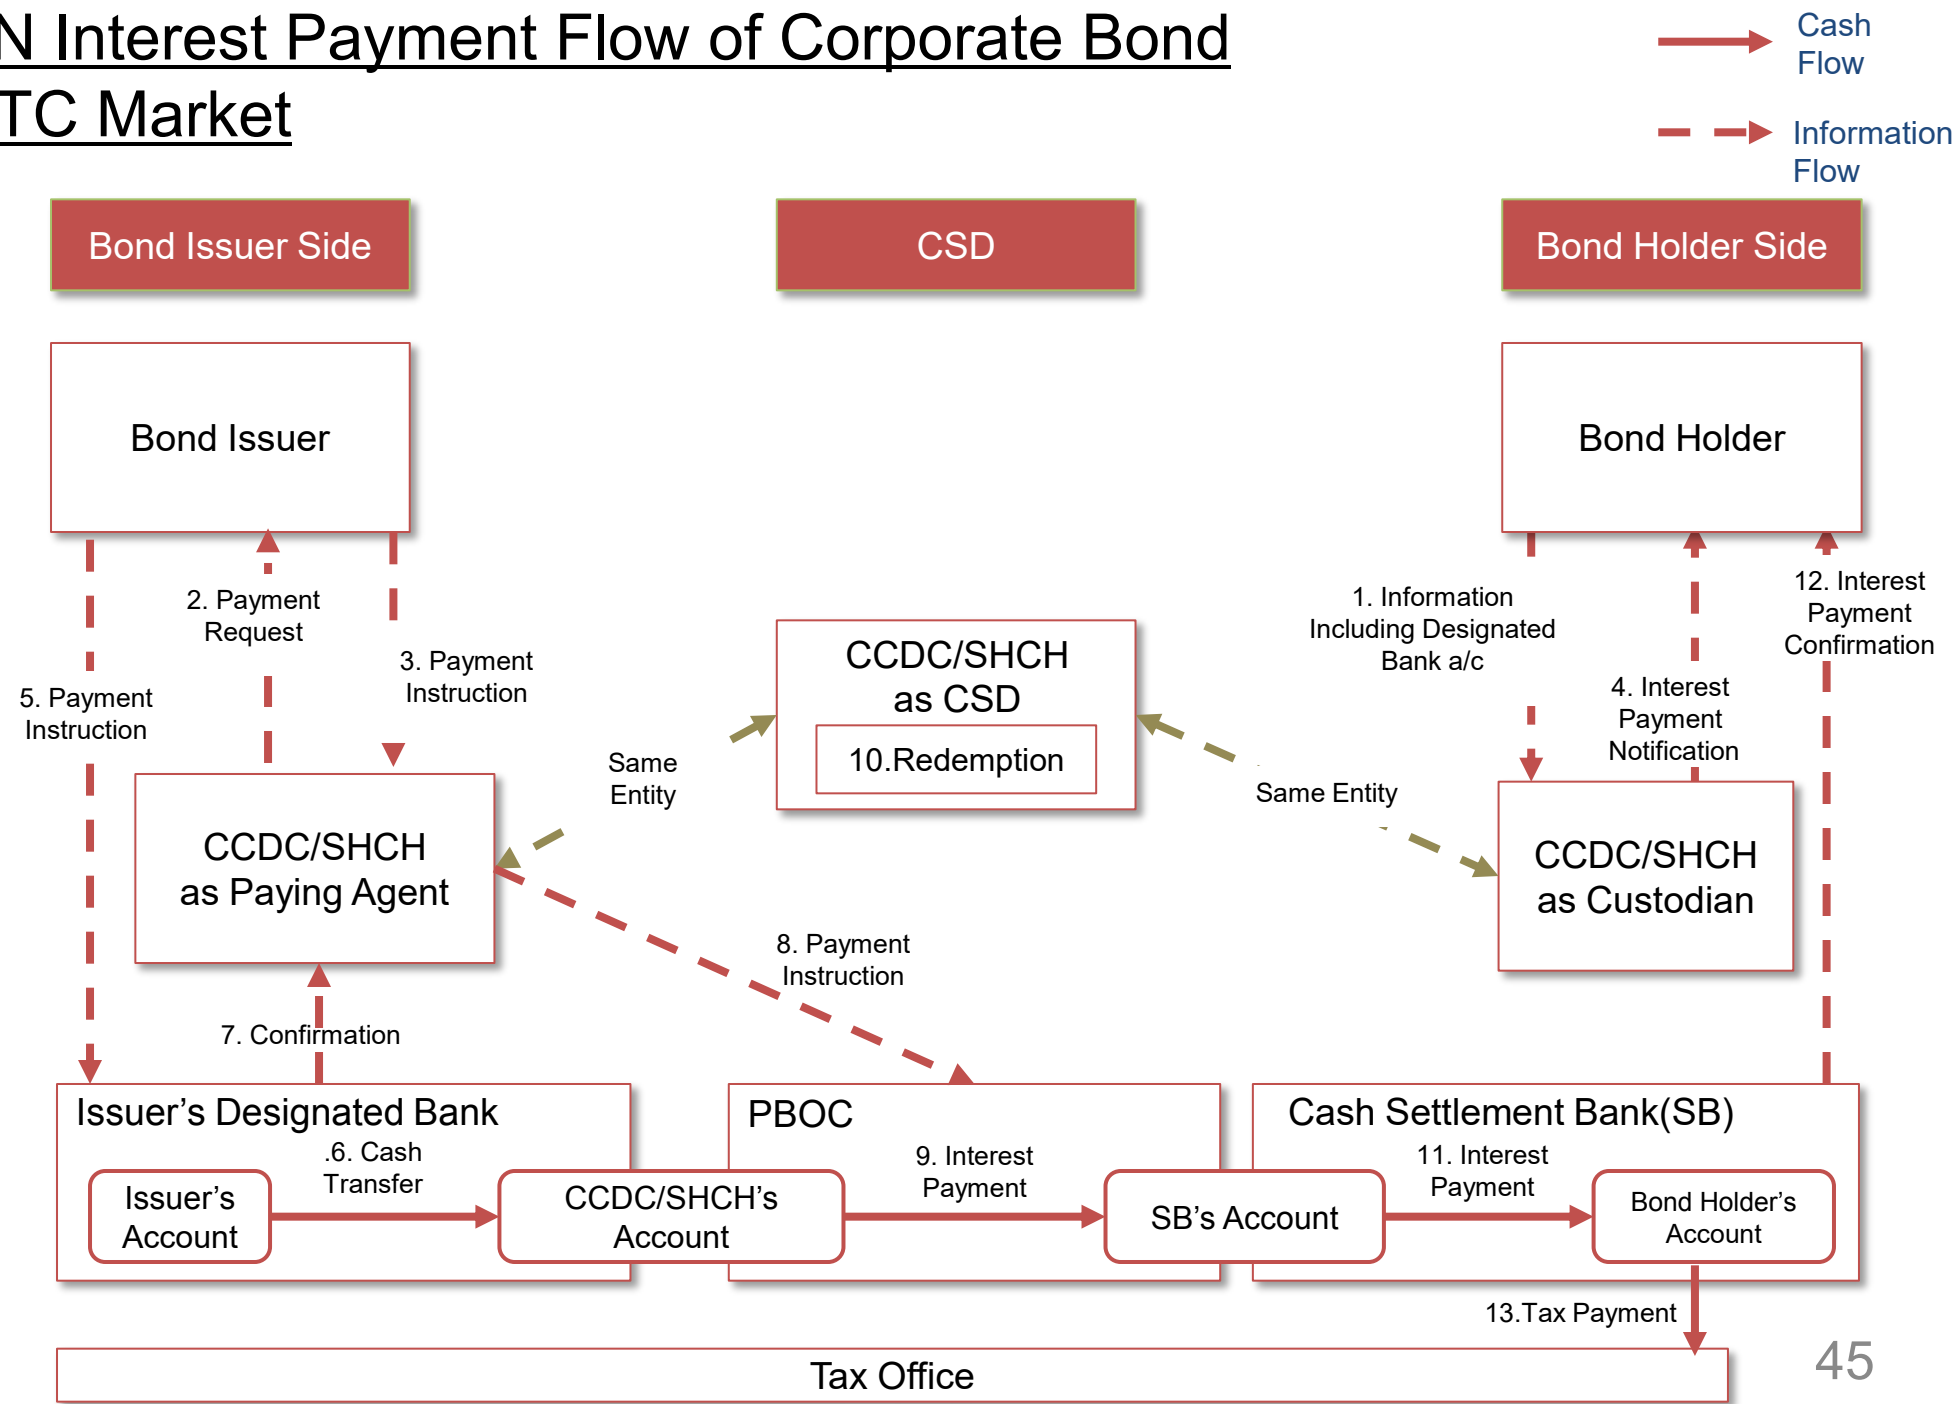 N Interest Payment Flow of Corporate Bond
TC Market
Cash
Flow
Information
Flow
Bond Issuer Side
CSD
Bond Holder Side
Bond Issuer
Bond Holder
2. Payment
Request
3. Payment
Instruction
5. Payment
Instruction
1. Information
Including Designated
Bank a/c
12. Interest
Payment
Confirmation
4. Interest
Payment
Notification
CCDC/SHCH
as CSD
10.Redemption
Same
Entity
Same Entity
CCDC/SHCH
as Paying Agent
CCDC/SHCH
as Custodian
8. Payment
Instruction
7. Confirmation
Issuer’s Designated Bank
.6. Cash
Transfer
Issuer’s
Account
CCDC/SHCH’s
Account
PBOC
9. Interest
Payment
SB’s Account
Cash Settlement Bank(SB)
11. Interest
Payment
Bond Holder’s
Account
13.Tax Payment
Tax Office
45